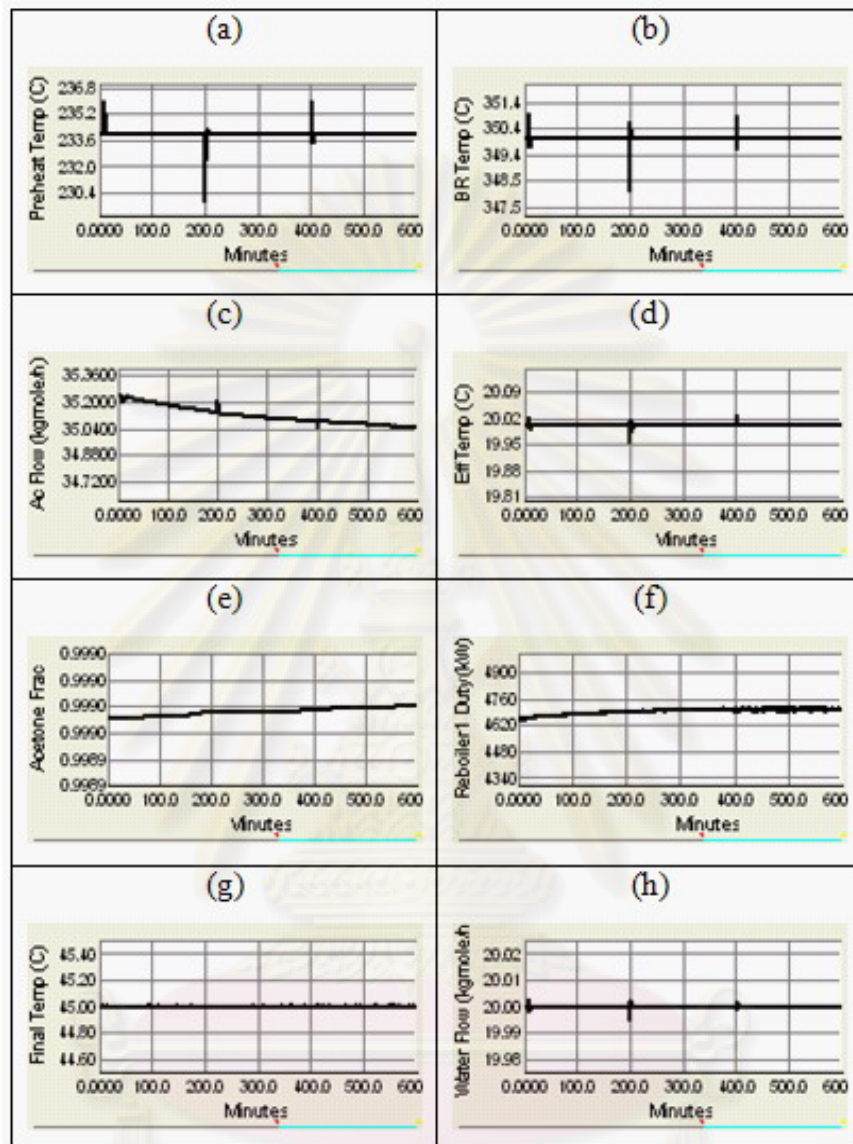 (a)
Preheat Temp (C)
236.8
235.2
233.6
232.0
230.4
0.0000 100.0 200.0 300.0 400.0 500.0 600
Minutes
(b)
BR Temp (C)
351.4
350.4
349.4
348.5
347.5
0.0000 100.0 200.0 300.0 400.0 500.0 600
Minutes
(c)
Ac Flow (kgmole/h
35.3600
35.2000
35.0400
34.8800
34.7200
0.0000 100.0 200.0 300.0 400.0 500.0 600
Minutes
(d)
Eff Temp (C)
20.09
20.02
19.95
19.88
19.81
0.0000 100.0 200.0 300.0 400.0 500.0 600
Minutes
(e)
Acetone Frac
0.9990
0.9990
0.9990
0.9990
0.9989
0.9989
0.0000 100.0 200.0 300.0 400.0 500.0 600
Minutes
(f)
Reboiler1 Duty(kW)
4900
4760
4620
4480
4340
0.0000 100.0 200.0 300.0 400.0 500.0 600
Minutes
(g)
Final Temp (C)
45.40
45.20
45.00
44.80
44.60
0.0000 100.0 200.0 300.0 400.0 500.0 600
Minutes
(h)
Water Flow (kgmole/h
20.02
20.01
20.00
19.99
19.98
0.0000 100.0 200.0 300.0 400.0 500.0 600
Minutes